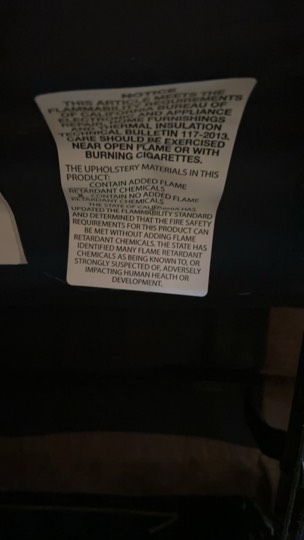 NOTICE
THIS ARTICLE MEETS THE
FLAMMABILITY REQUIREMENTS
OF CALIFORNIA BUREAU OF
ELECTRONIC AND APPLIANCE
REPAIR, HOME FURNISHINGS
AND THERMAL INSULATION
TECHNICAL BULLETIN 117-2013.
CARE SHOULD BE EXERCISED
NEAR OPEN FLAME OR WITH
BURNING CIGARETTES.
THE UPHOLSTERY MATERIALS IN THIS
PRODUCT:
CONTAIN ADDED FLAME
RETARDANT CHEMICALS
X CONTAIN NO ADDED FLAME
RETARDANT CHEMICALS
THE STATE OF CALIFORNIA HAS
UPDATED THE FLAMMABILITY STANDARD
AND DETERMINED THAT THE FIRE SAFETY
REQUIREMENTS FOR THIS PRODUCT CAN
BE MET WITHOUT ADDING FLAME
RETARDANT CHEMICALS. THE STATE HAS
IDENTIFIED MANY FLAME RETARDANT
CHEMICALS AS BEING KNOWN TO, OR
STRONGLY SUSPECTED OF, ADVERSELY
IMPACTING HUMAN HEALTH OR
DEVELOPMENT.